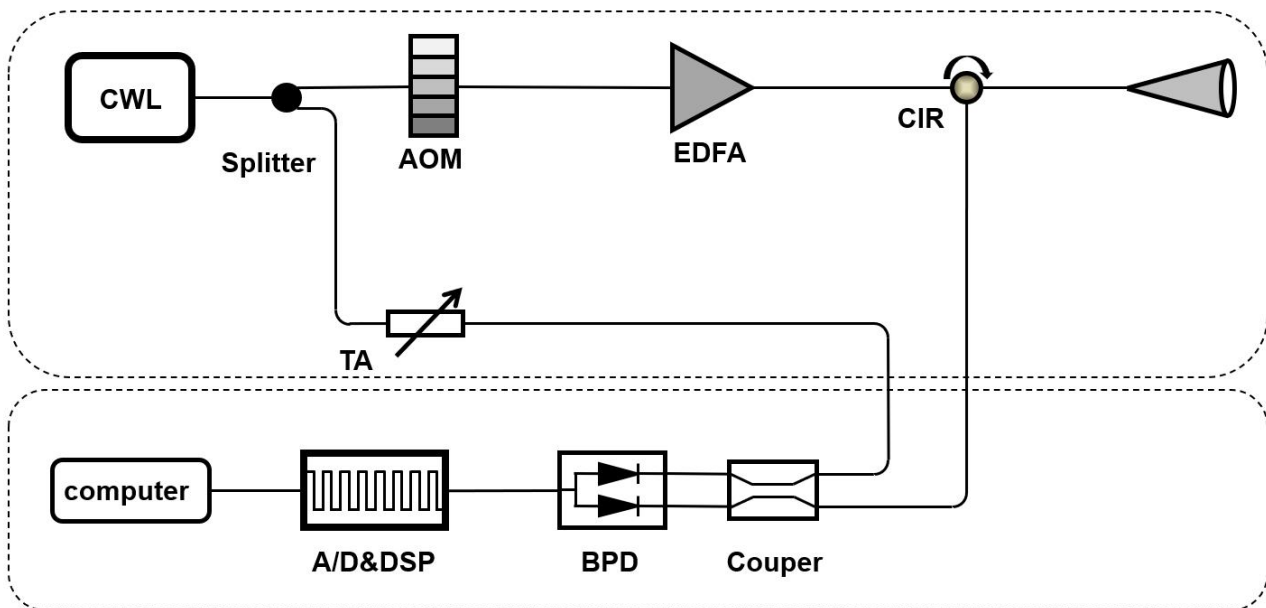 CWL
Splitter
AOM
EDFA
CIR
TA
computer
A/D&DSP
BPD
Couper